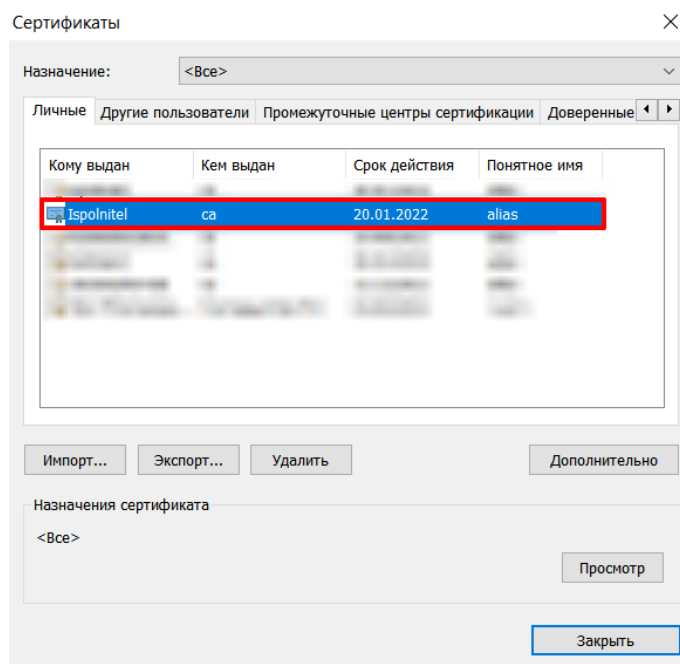 Сертификаты
Назначение: <Все>
Личные Другие пользователи Промежуточные центры сертификации Доверенные
Кому выдан Кем выдан Срок действия Понятное имя
Ispolnitel ca 20.01.2022 alias
Импорт... Экспорт... Удалить Дополнительно
Назначения сертификата
<Все>
Просмотр
Закрыть